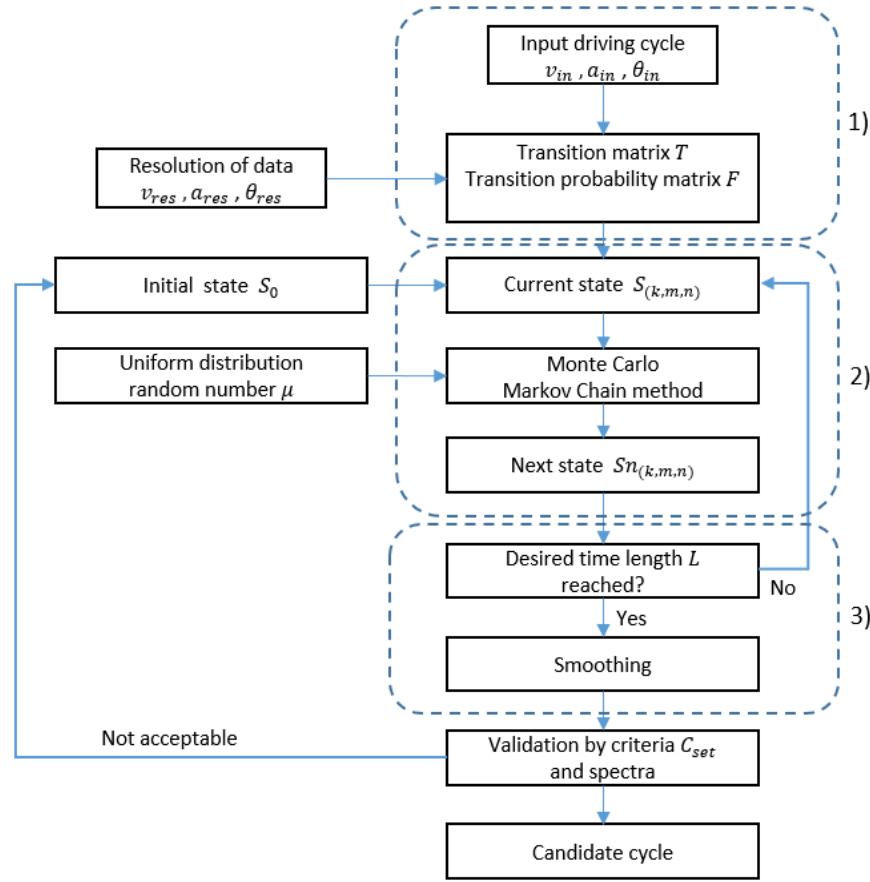 Input driving cycle
v_in , a_in , θ_in
1)
Resolution of data
v_res , a_res , θ_res
Transition matrix T
Transition probability matrix F
Initial state S_0
Current state S_(k,m,n)
Uniform distribution
random number μ
Monte Carlo
Markov Chain method
2)
Next state Sn_(k,m,n)
Desired time length L
reached?
No
Yes
3)
Smoothing
Not acceptable
Validation by criteria C_set
and spectra
Candidate cycle